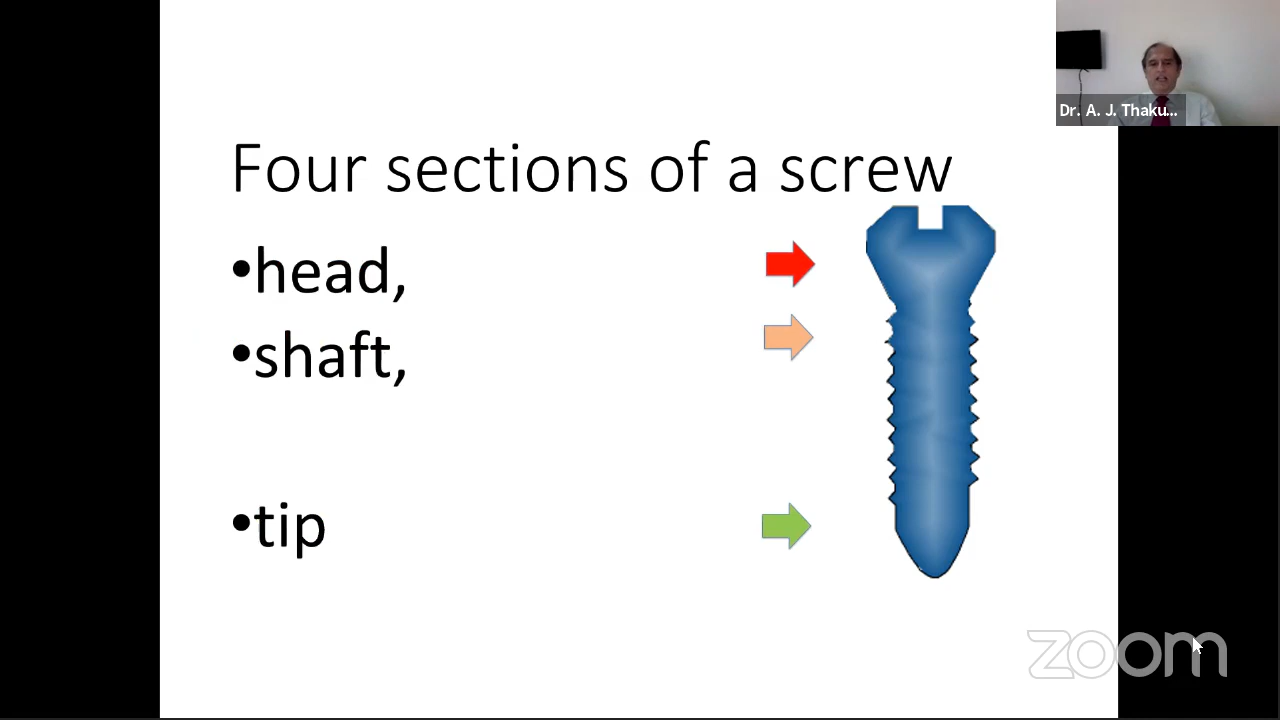 Dr. A. J. Thaku...
Four sections of a screw
•head,
•shaft,
•tip
zoom